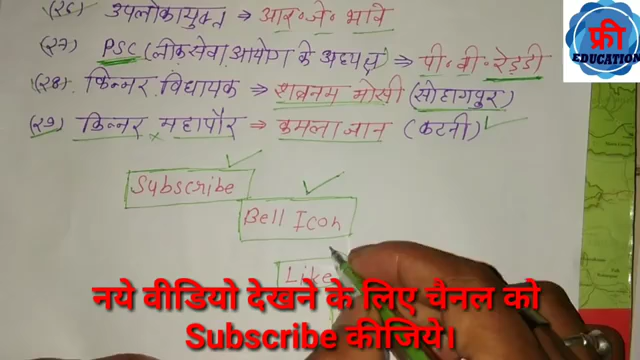 (२६) उपलोकायुक्त ⇒ आर॰ जे॰ भावे
(२७) PSC (लोकसेवा आयोग के अध्यक्ष) ⇒ पी॰ वी॰ रेड्डी
(२८) किन्नर विधायक ⇒ शबनम मोसी (सोहागपुर)
(२९) किन्नर महापौर ⇒ कमला जान (कटनी)
फ्री
EDUCATION
Subscribe
Bell Icon
Like
नये वीडियो देखने के लिए चैनल को
Subscribe कीजिये।